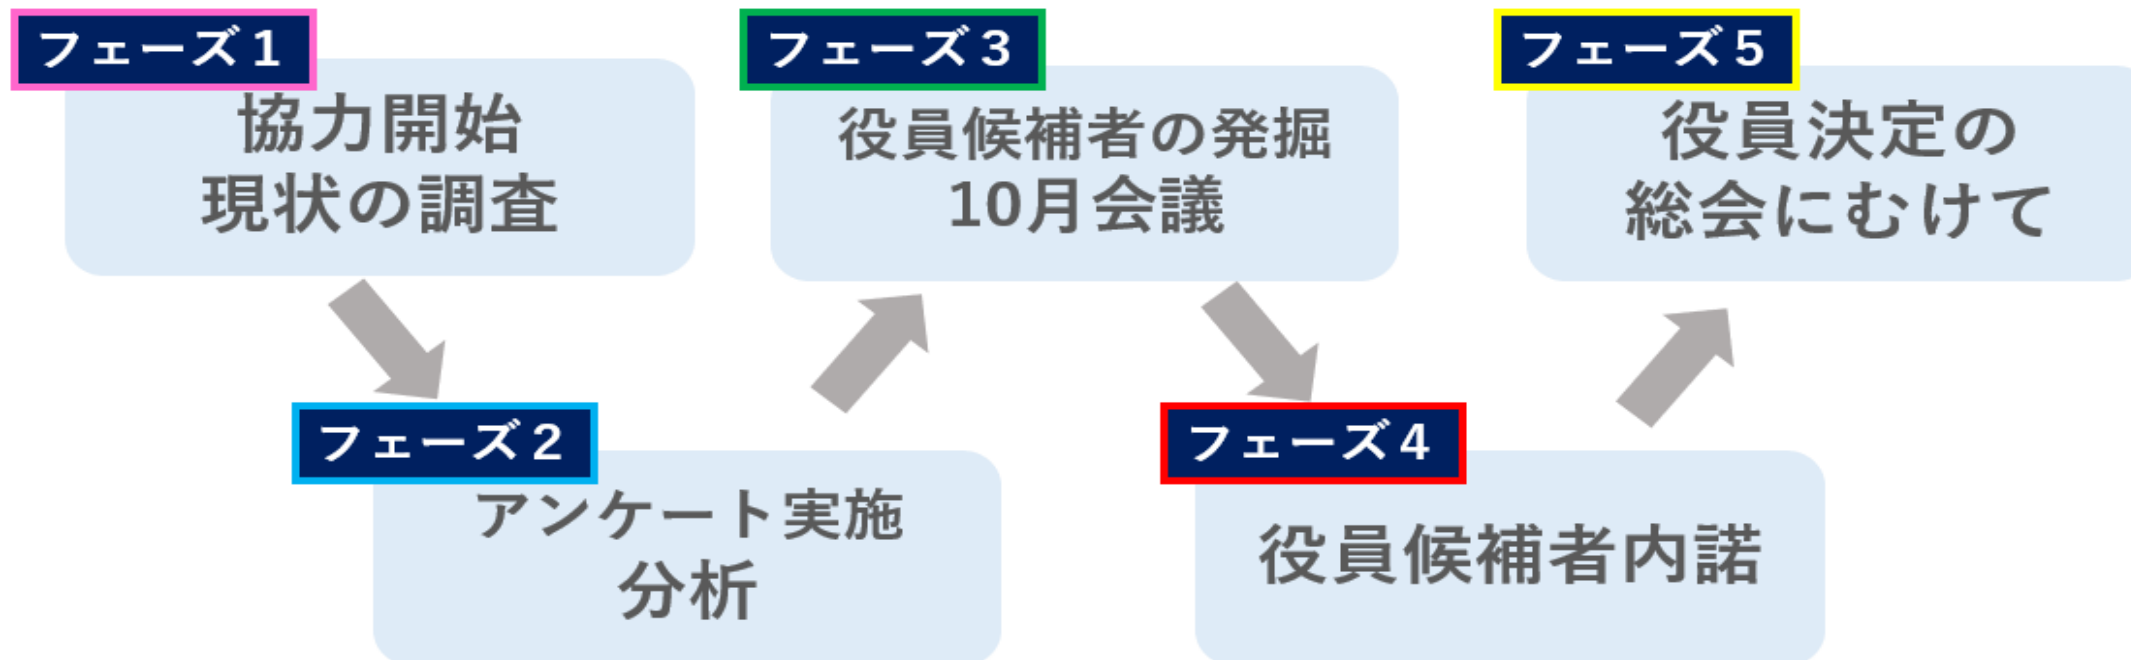 フェーズ１
協力開始
現状の調査
フェーズ２
アンケート実施
分析
フェーズ３
役員候補者の発掘
10月会議
フェーズ４
役員候補者内諾
フェーズ５
役員決定の
総会にむけて